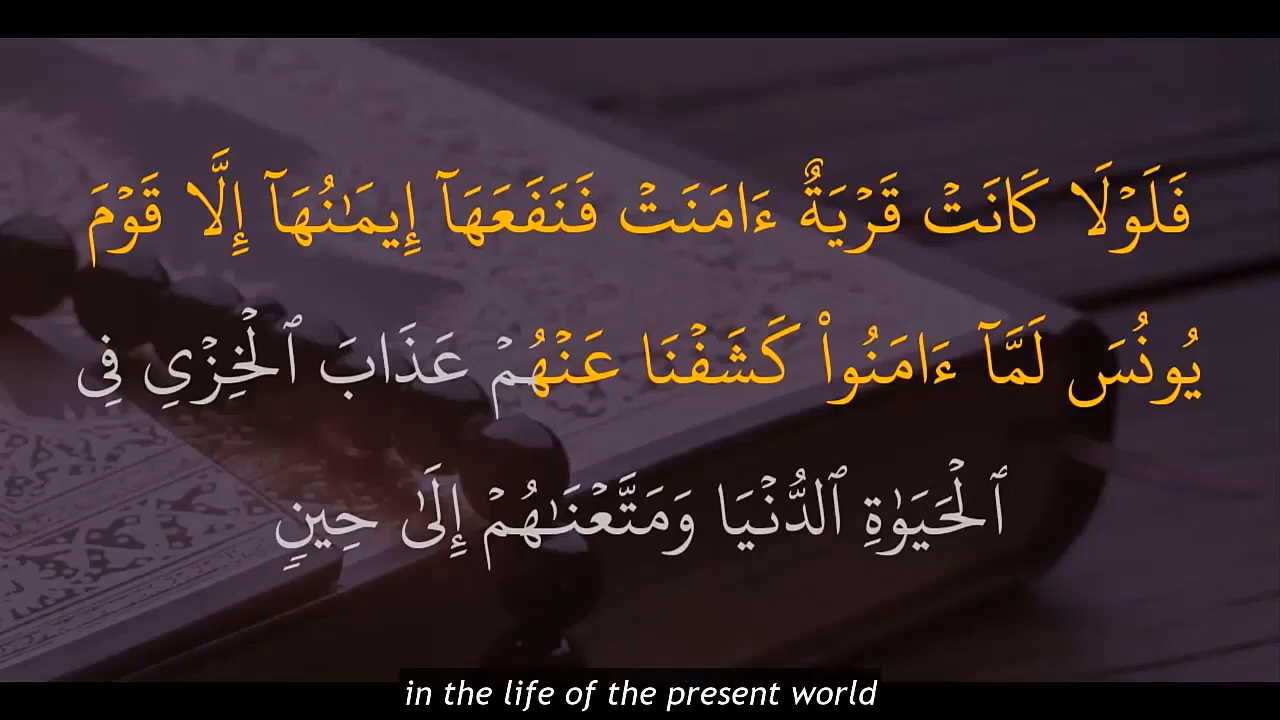 فَلَوْلَا كَانَتْ قَرْيَةٌ ءَامَنَتْ فَنَفَعَهَآ إِيمَٰنُهَآ إِلَّا قَوْمَ
يُونُسَ لَمَّآ ءَامَنُوا۟ كَشَفْنَا عَنْهُمْ عَذَابَ ٱلْخِزْىِ فِى
ٱلْحَيَوٰةِ ٱلدُّنْيَا وَمَتَّعْنَٰهُمْ إِلَىٰ حِينٍ
in the life of the present world